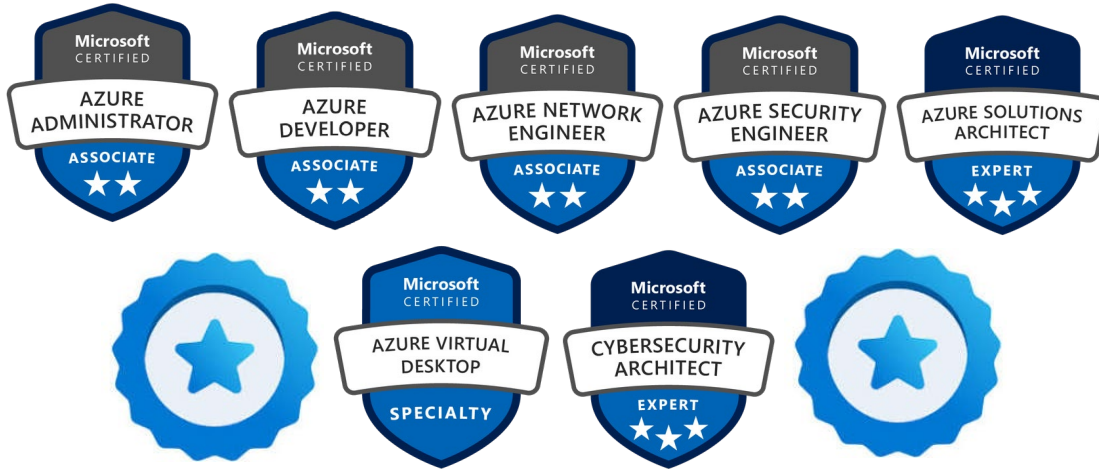 Microsoft
CERTIFIED
AZURE
ADMINISTRATOR
ASSOCIATE
Microsoft
CERTIFIED
AZURE
DEVELOPER
ASSOCIATE
Microsoft
CERTIFIED
AZURE NETWORK
ENGINEER
ASSOCIATE
Microsoft
CERTIFIED
AZURE SECURITY
ENGINEER
ASSOCIATE
Microsoft
CERTIFIED
AZURE SOLUTIONS
ARCHITECT
EXPERT
Microsoft
CERTIFIED
AZURE VIRTUAL
DESKTOP
SPECIALTY
Microsoft
CERTIFIED
CYBERSECURITY
ARCHITECT
EXPERT